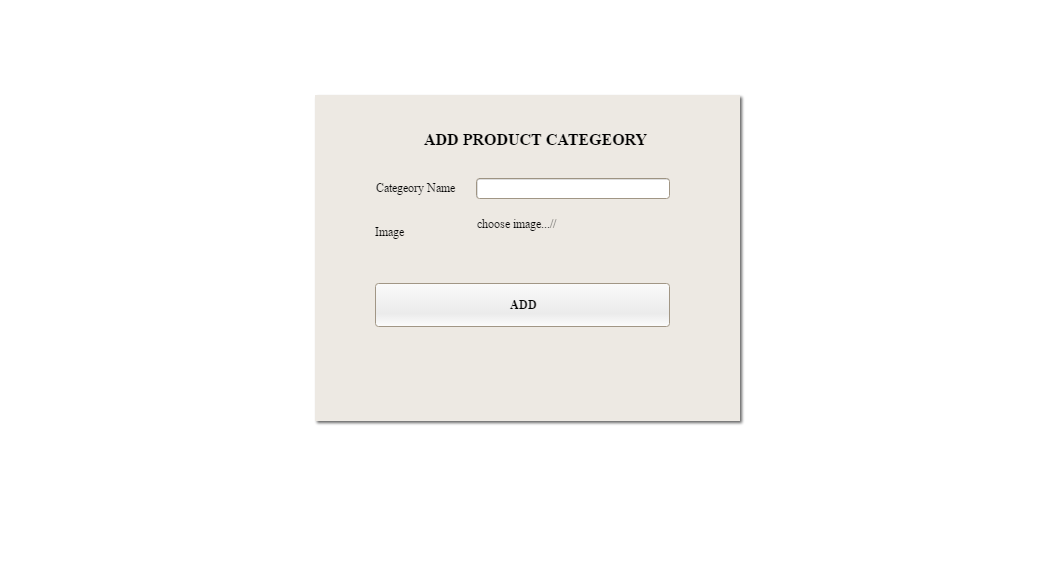 ADD PRODUCT CATEGEORY
Categeory Name
choose image...//
Image
ADD